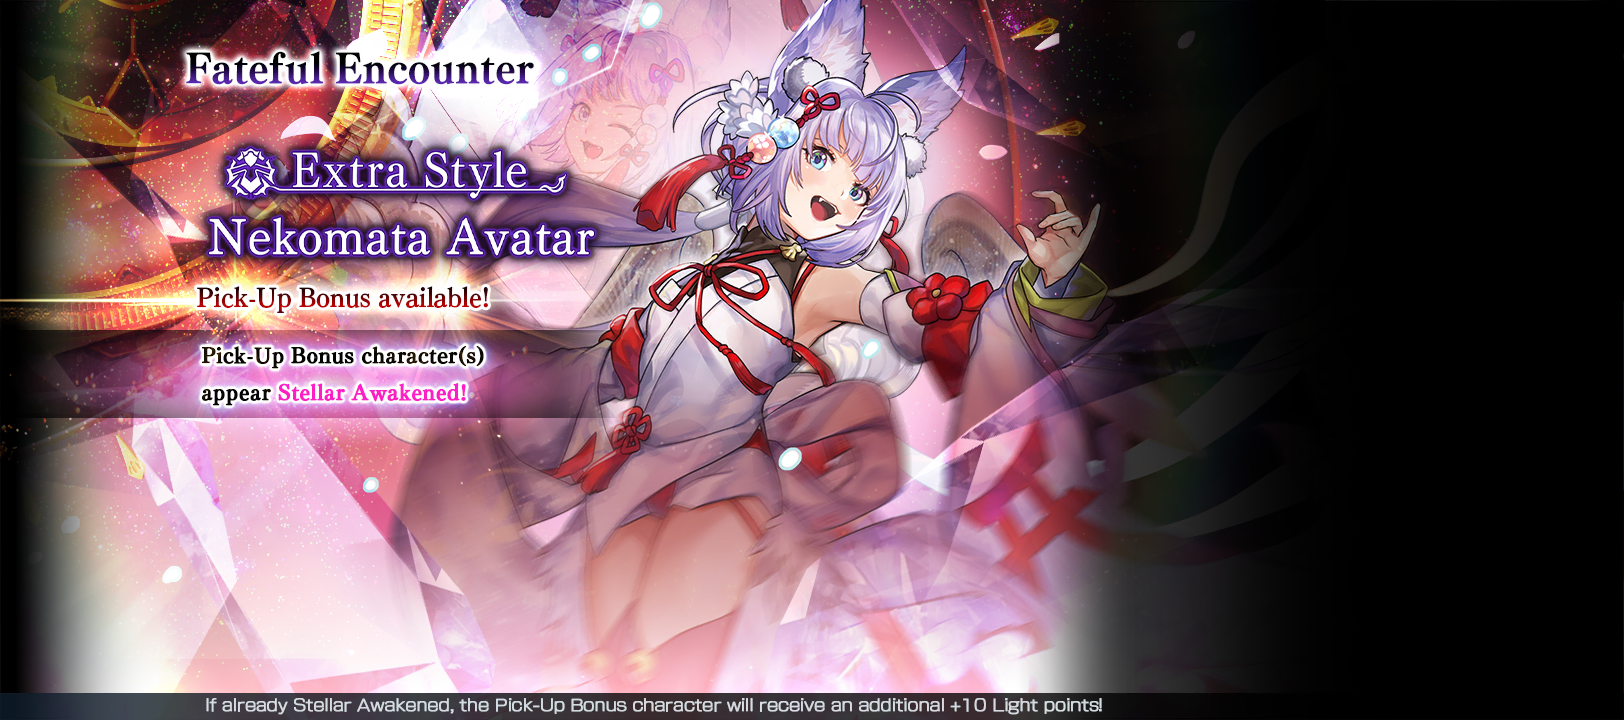 Fateful Encounter
Extra Style
Nekomata Avatar
Pick-Up Bonus available!
Pick-Up Bonus character(s)
appear Stellar Awakened!
If already Stellar Awakened, the Pick-Up Bonus character will receive an additional +10 Light points!